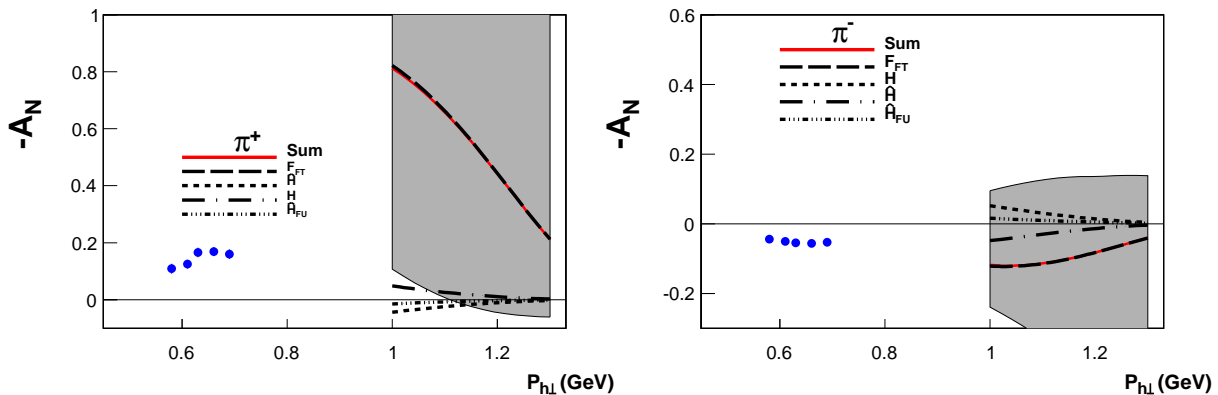 -A_N
1
0.8
0.6
0.4
0.2
0
π⁺
Sum
F_FT
Ĥ
H
Ĥ_FU
0.6
0.8
1
1.2
P_h⊥ (GeV)
-A_N
0.6
0.4
0.2
0
-0.2
π⁻
Sum
F_FT
H
Ĥ
Ĥ_FU
0.6
0.8
1
1.2
P_h⊥ (GeV)